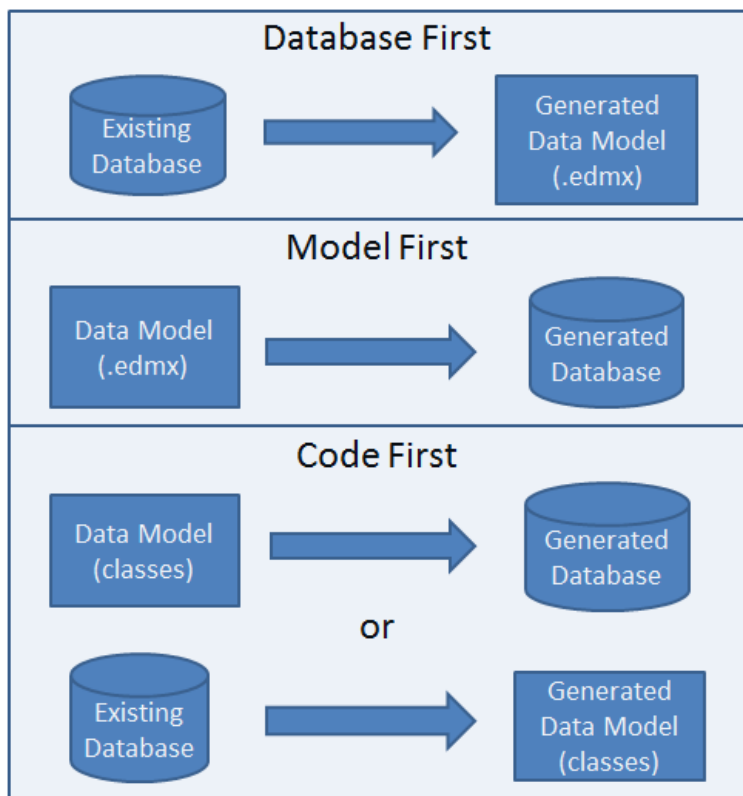 Database First
Existing
Database
Generated
Data Model
(.edmx)
Model First
Data Model
(.edmx)
Generated
Database
Code First
Data Model
(classes)
Generated
Database
or
Existing
Database
Generated
Data Model
(classes)